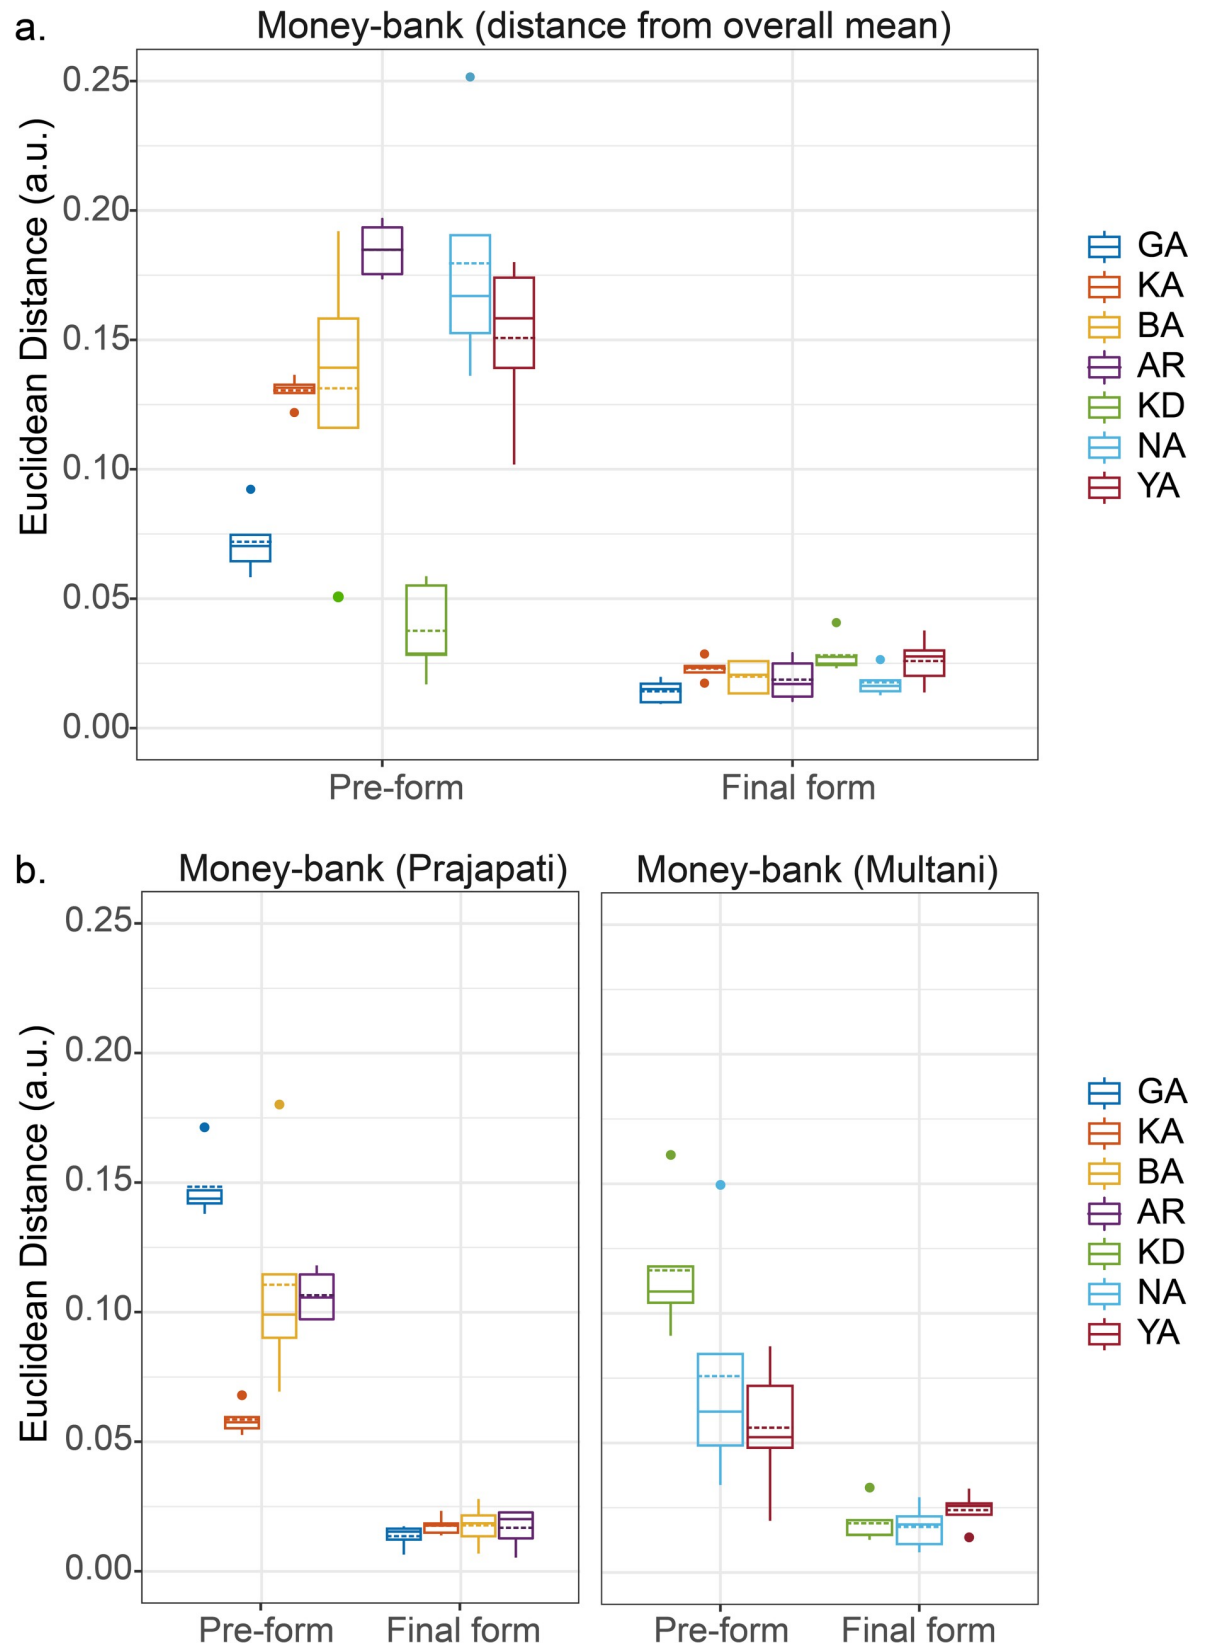 a.
Money-bank (distance from overall mean)
Euclidean Distance (a.u.)
0.25
0.20
0.15
0.10
0.05
0.00
Pre-form
Final form
GA
KA
BA
AR
KD
NA
YA
b.
Money-bank (Prajapati)
Money-bank (Multani)
Euclidean Distance (a.u.)
0.25
0.20
0.15
0.10
0.05
0.00
Pre-form
Final form
Pre-form
Final form
GA
KA
BA
AR
KD
NA
YA